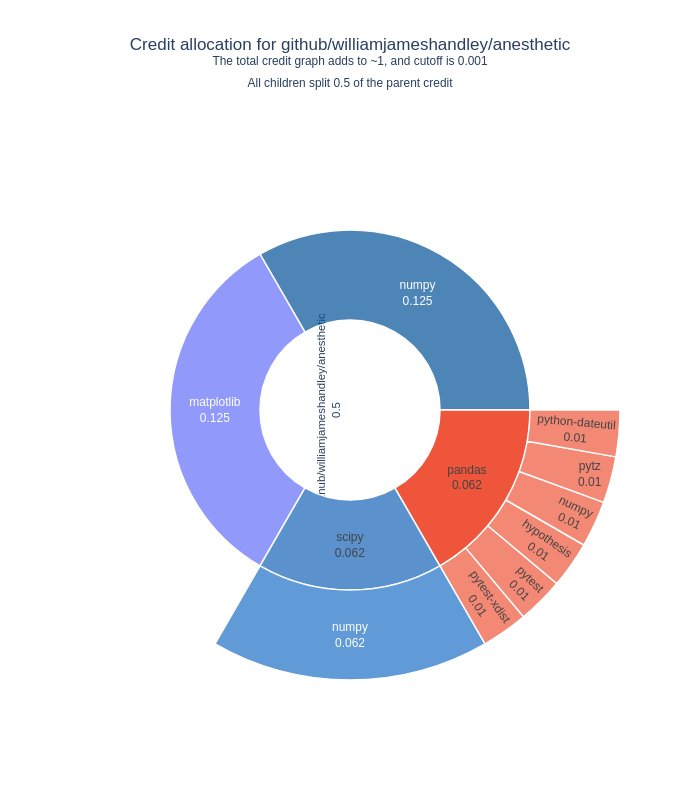 Credit allocation for github/williamjameshandley/anesthetic
The total credit graph adds to ~1, and cutoff is 0.001
All children split 0.5 of the parent credit
numpy
0.125
matplotlib
0.125
nub/williamjameshandley/anesthetic
0.5
python-dateutil
0.01
pytz
0.01
numpy
0.01
hypothesis
0.01
pytest
0.01
pytest-xdist
0.01
pandas
0.062
scipy
0.062
numpy
0.062